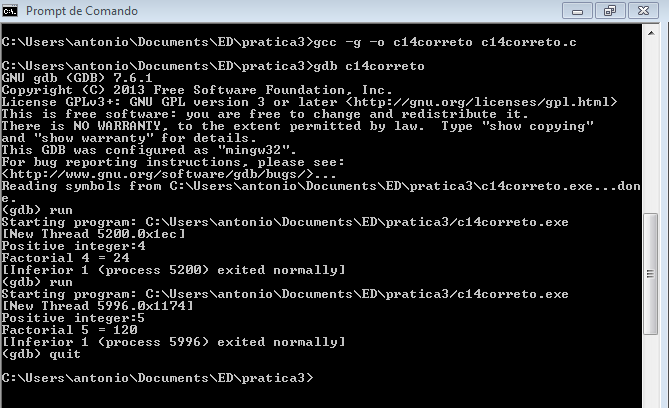 Prompt de Comando
C:\Users\antonio\Documents\ED\pratica3>gcc -g -o c14correto c14correto.c
C:\Users\antonio\Documents\ED\pratica3>gdb c14correto
GNU gdb (GDB) 7.6.1
Copyright (C) 2013 Free Software Foundation, Inc.
License GPLv3+: GNU GPL version 3 or later <http://gnu.org/licenses/gpl.html>
This is free software: you are free to change and redistribute it.
There is NO WARRANTY, to the extent permitted by law.  Type "show copying"
and "show warranty" for details.
This GDB was configured as "mingw32".
For bug reporting instructions, please see:
<http://www.gnu.org/software/gdb/bugs/>...
Reading symbols from C:\Users\antonio\Documents\ED\pratica3\c14correto.exe...don
e.
(gdb) run
Starting program: C:\Users\antonio\Documents\ED\pratica3/c14correto.exe
[New Thread 5200.0x1ec]
Positive integer:4
Factorial 4 = 24
[Inferior 1 (process 5200) exited normally]
(gdb) run
Starting program: C:\Users\antonio\Documents\ED\pratica3/c14correto.exe
[New Thread 5996.0x1174]
Positive integer:5
Factorial 5 = 120
[Inferior 1 (process 5996) exited normally]
(gdb) quit
C:\Users\antonio\Documents\ED\pratica3>